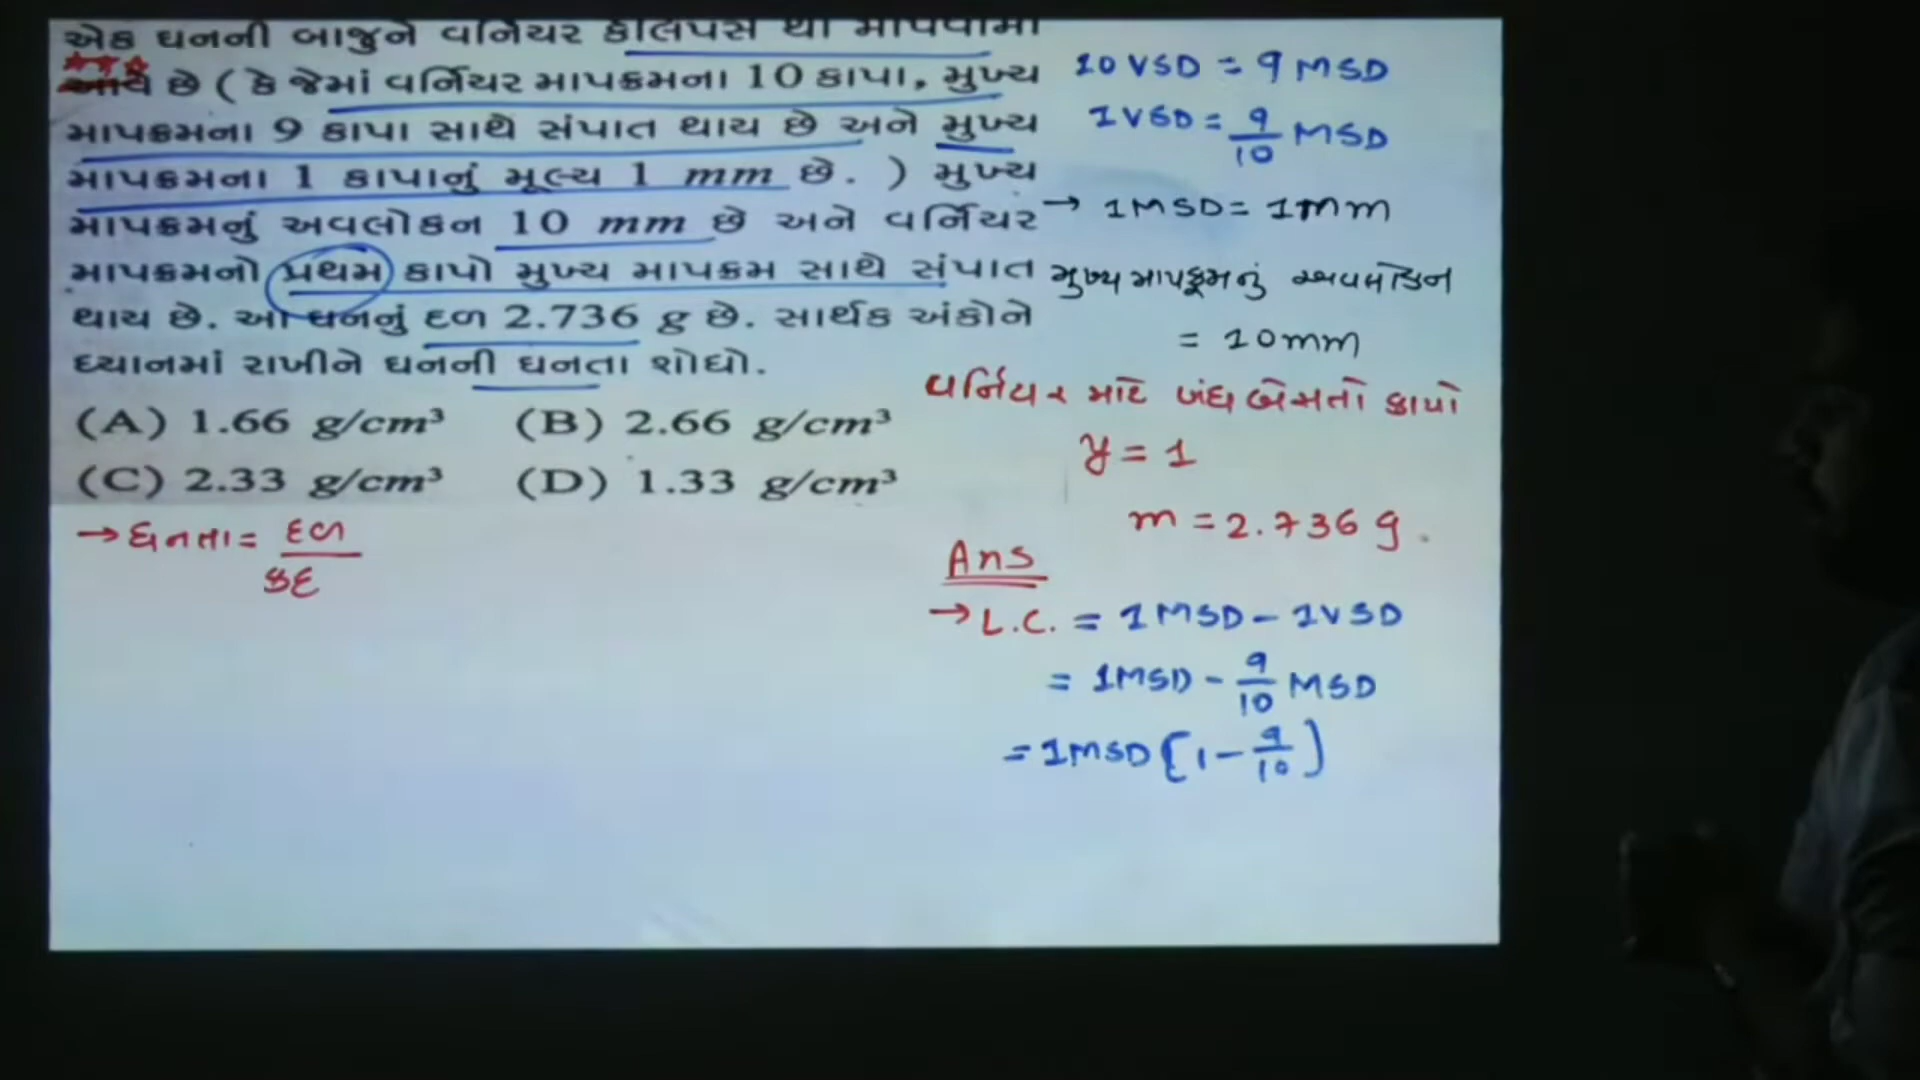 એક ઘનની બાજુને વર્નિયર કેલિપર્સ થી માપવામાં
આવે છે ( કે જેમાં વર્નિયર માપક્રમના 10 કાપા, મુખ્ય
માપક્રમના 9 કાપા સાથે સંપાત થાય છે અને મુખ્ય
માપક્રમના 1 કાપાનું મૂલ્ય 1 mm છે. ) મુખ્ય
માપક્રમનું અવલોકન 10 mm છે અને વર્નિયર
માપક્રમનો પ્રથમ કાપો મુખ્ય માપક્રમ સાથે સંપાત
થાય છે. આ ઘનનું દળ 2.736 g છે. સાર્થક અંકોને
ધ્યાનમાં રાખીને ઘનની ઘનતા શોધો.
(A) 1.66 g/cm³ (B) 2.66 g/cm³
(C) 2.33 g/cm³ (D) 1.33 g/cm³
→ ઘનતા = દળ / કદ
10 VSD = 9 MSD
1 VSD = 9/10 MSD
→ 1 MSD = 1 mm
મુખ્ય માપક્રમનું અવલોકન
= 10 mm
વર્નિયર માટે બંધ બેસતો કાપો
y = 1
m = 2.736 g.
Ans
→ L.C. = 1 MSD - 1 VSD
= 1 MSD - 9/10 MSD
= 1 MSD [1 - 9/10]